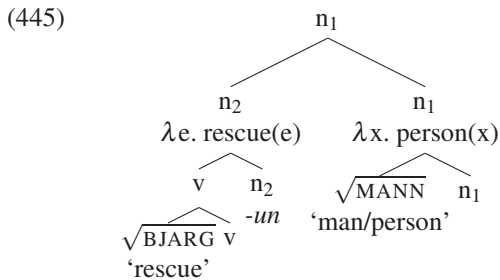 (445) n₁
n₂ n₁
λe. rescue(e) λx. person(x)
v n₂ √MANN n₁
-un ‘man/person’
√BJARG v
‘rescue’